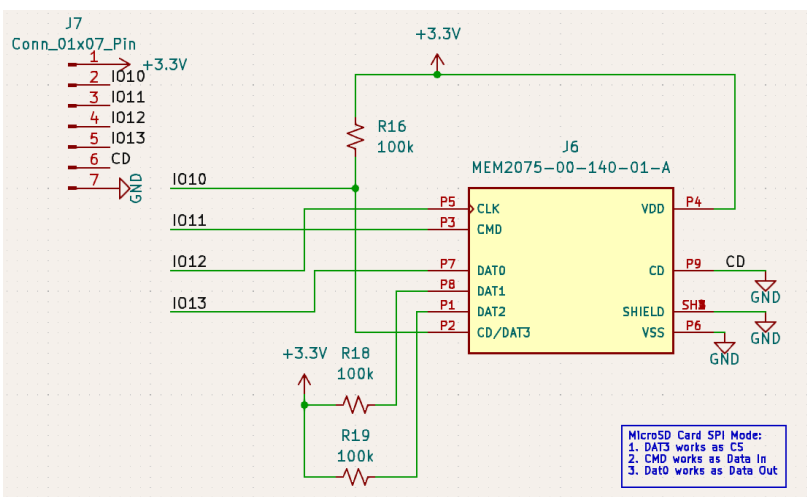 J7
Conn_01x07_Pin
1 +3.3V
2 IO10
3 IO11
4 IO12
5 IO13
6 CD
7 GND
+3.3V
R16
100k
J6
MEM2075-00-140-01-A
IO10
IO11
IO12
IO13
P5 CLK
P3 CMD
P7 DAT0
P8 DAT1
P1 DAT2
P2 CD/DAT3
VDD P4
CD P9 CD
GND
SHIELD
GND
VSS P6
GND
+3.3V
R18
100k
R19
100k
MicroSD Card SPI Mode:
1. DAT3 works as CS
2. CMD works as Data In
3. Dat0 works as Data Out